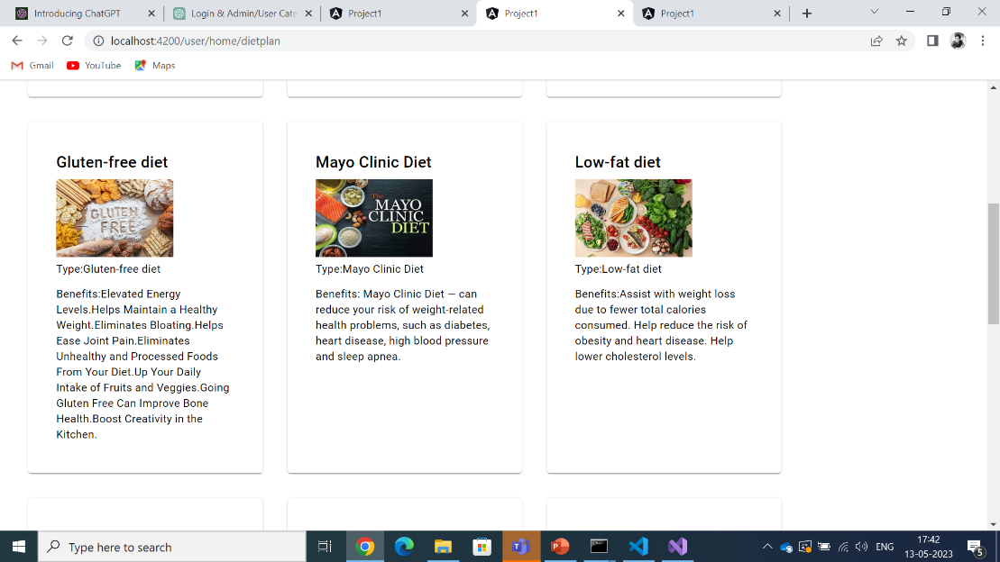 Introducing ChatGPT
Login & Admin/User Cate
Project1
Project1
Project1
localhost:4200/user/home/dietplan
Gmail
YouTube
Maps
Gluten-free diet
GLUTEN
FREE
Type:Gluten-free diet
Benefits:Elevated Energy
Levels.Helps Maintain a Healthy
Weight.Eliminates Bloating.Helps
Ease Joint Pain.Eliminates
Unhealthy and Processed Foods
From Your Diet.Up Your Daily
Intake of Fruits and Veggies.Going
Gluten Free Can Improve Bone
Health.Boost Creativity in the
Kitchen.
Mayo Clinic Diet
The
MAYO
CLINIC
DIET
Type:Mayo Clinic Diet
Benefits: Mayo Clinic Diet — can
reduce your risk of weight-related
health problems, such as diabetes,
heart disease, high blood pressure
and sleep apnea.
Low-fat diet
Type:Low-fat diet
Benefits:Assist with weight loss
due to fewer total calories
consumed. Help reduce the risk of
obesity and heart disease. Help
lower cholesterol levels.
Type here to search
ENG
17:42
13-05-2023
5